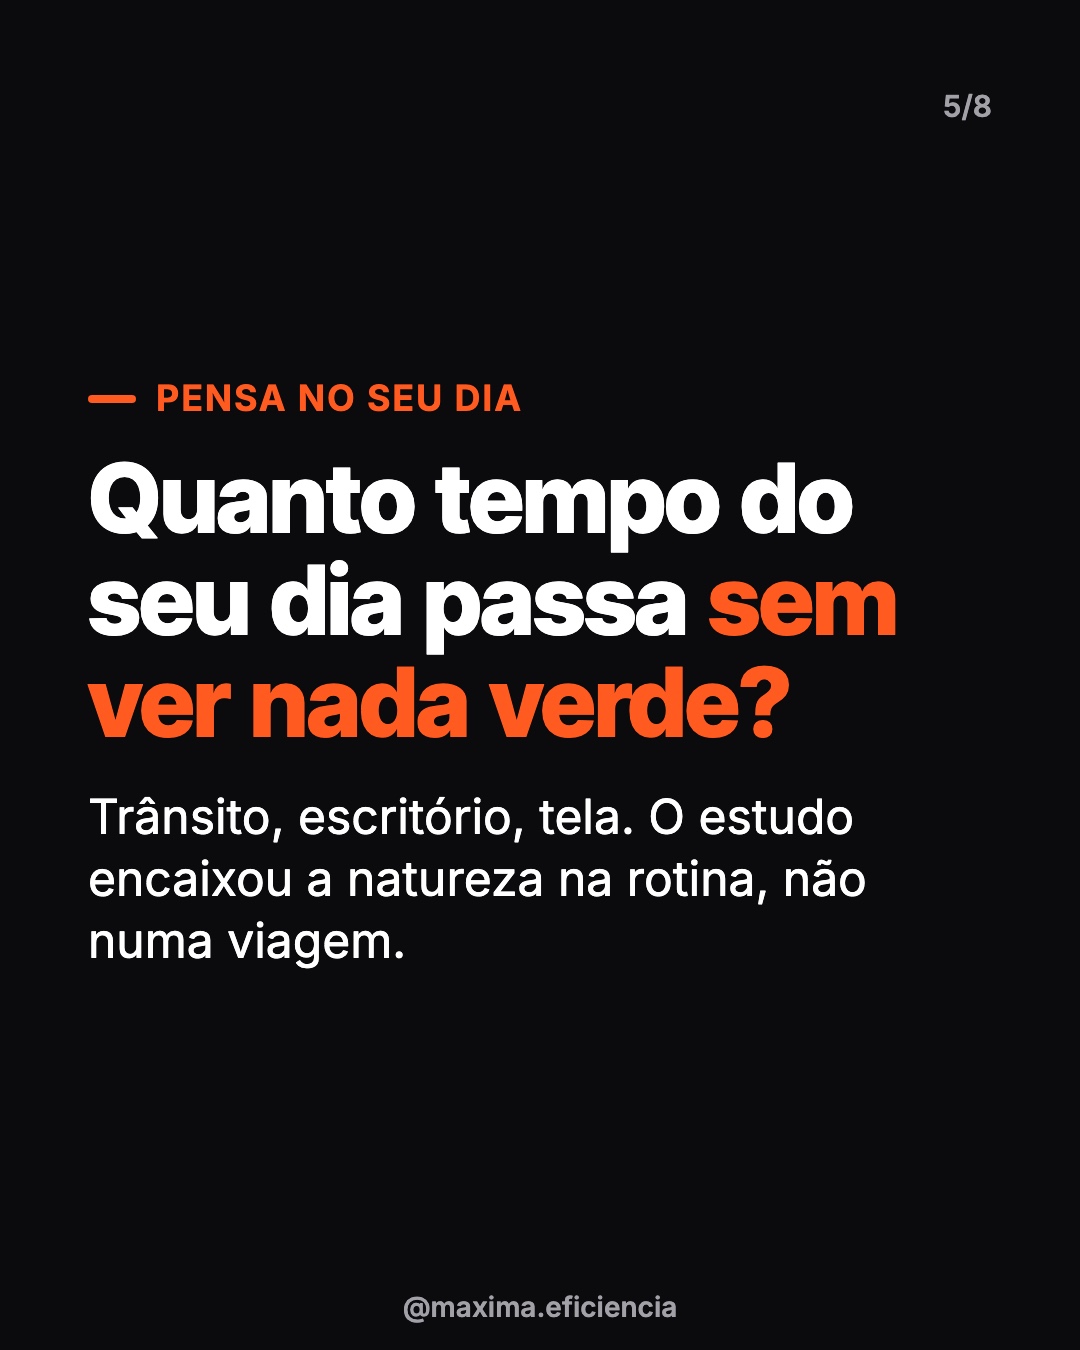 5/8
PENSA NO SEU DIA
Quanto tempo do
seu dia passa sem
ver nada verde?
Trânsito, escritório, tela. O estudo
encaixou a natureza na rotina, não
numa viagem.
@maxima.eficiencia